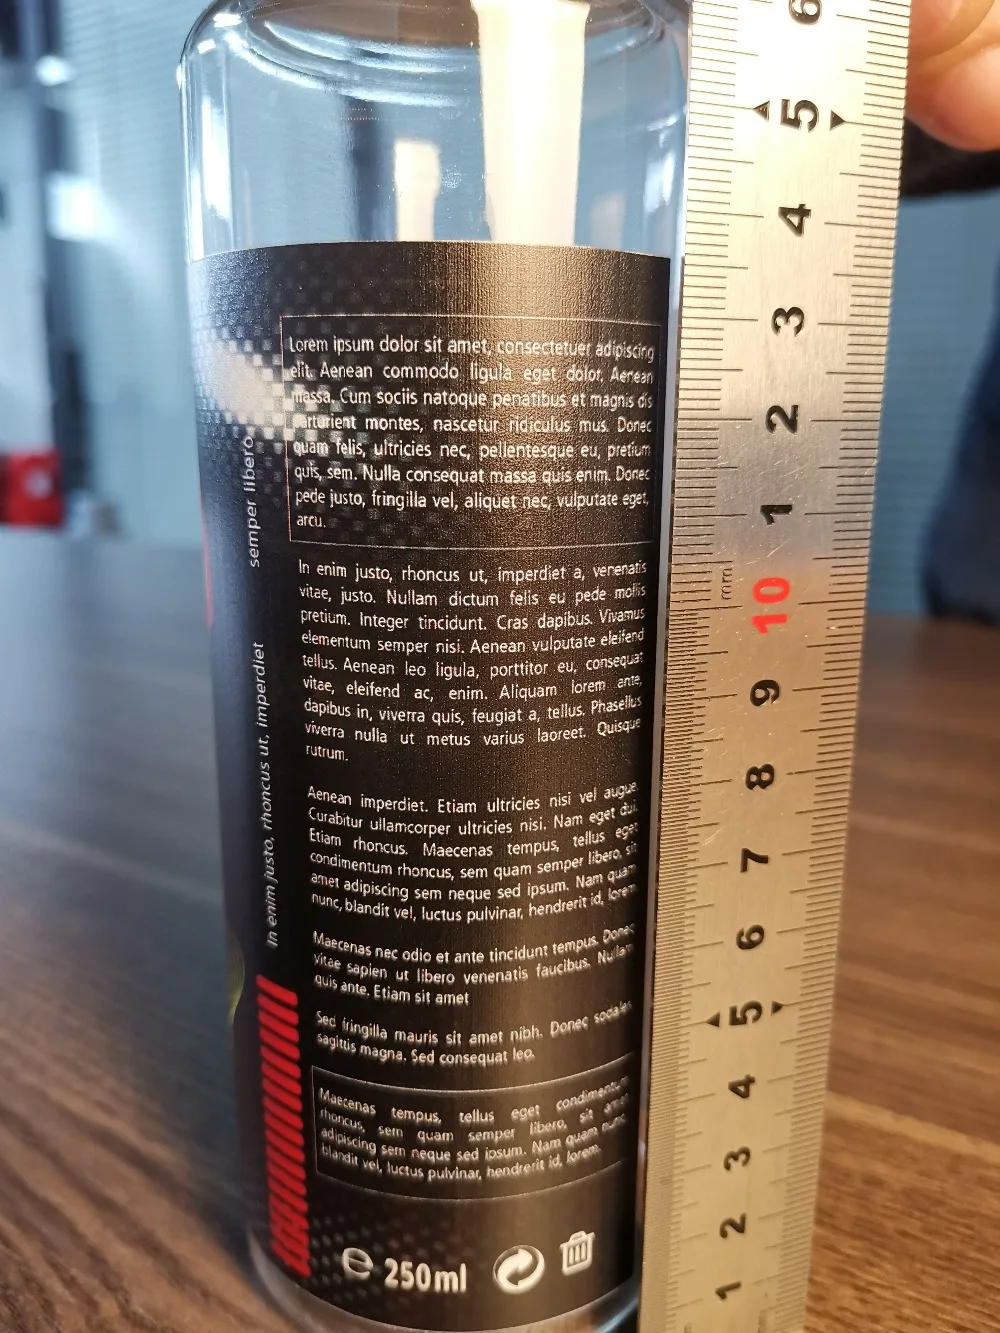 Lorem ipsum dolor sit amet, consectetuer adipiscing
elit. Aenean commodo ligula eget dolor. Aenean
massa. Cum sociis natoque penatibus et magnis dis
parturient montes, nascetur ridiculus mus. Donec
quam felis, ultricies nec, pellentesque eu, pretium
quis, sem. Nulla consequat massa quis enim. Donec
pede justo, fringilla vel, aliquet nec, vulputate eget,
arcu.
In enim justo, rhoncus ut, imperdiet a, venenatis
vitae, justo. Nullam dictum felis eu pede mollis
pretium. Integer tincidunt. Cras dapibus. Vivamus
elementum semper nisi. Aenean vulputate eleifend
tellus. Aenean leo ligula, porttitor eu, consequat
vitae, eleifend ac, enim. Aliquam lorem ante,
dapibus in, viverra quis, feugiat a, tellus. Phasellus
viverra nulla ut metus varius laoreet. Quisque
rutrum.
Aenean imperdiet. Etiam ultricies nisi vel augue.
Curabitur ullamcorper ultricies nisi. Nam eget dui.
Etiam rhoncus. Maecenas tempus, tellus eget
condimentum rhoncus, sem quam semper libero, sit
amet adipiscing sem neque sed ipsum. Nam quam
nunc, blandit vel, luctus pulvinar, hendrerit id, lorem
Maecenas nec odio et ante tincidunt tempus. Donec
vitae sapien ut libero venenatis faucibus. Nullam
quis ante. Etiam sit amet
Sed fringilla mauris sit amet nibh. Donec sodales
sagittis magna. Sed consequat leo.
Maecenas tempus, tellus eget condimentum
rhoncus, sem quam semper libero, sit amet
adipiscing sem neque sed ipsum. Nam quam nunc,
blandit vel, luctus pulvinar, hendrerit id, lorem.
℮ 250ml
In enim justo, rhoncus ut, imperdiet
semper libero
6
5
4
3
2
1
10
mm
9
8
7
6
5
4
3
2
1